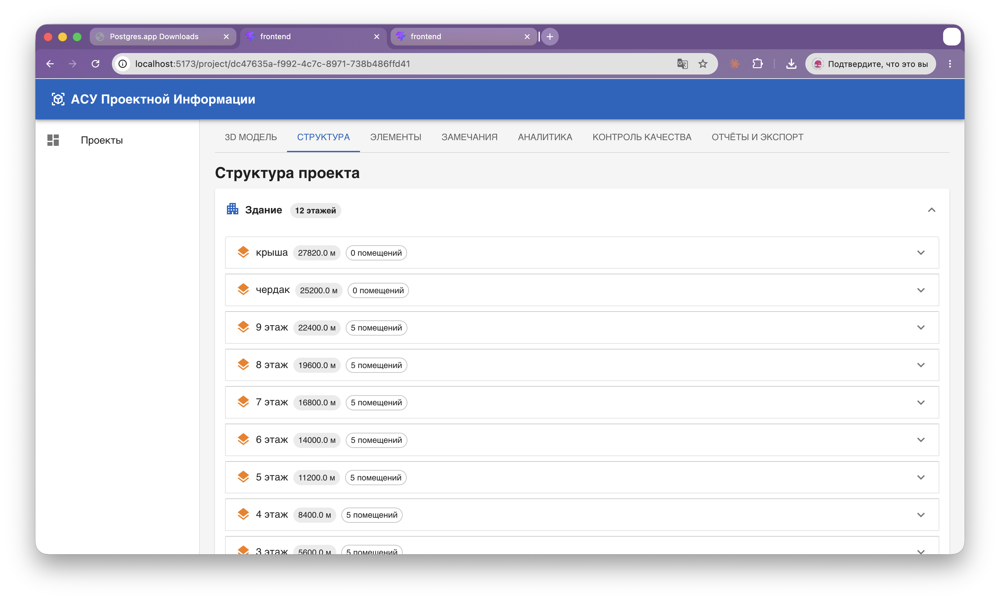 Postgres.app Downloads
frontend
frontend
localhost:5173/project/dc47635a-f992-4c7c-8971-738b486ffd41
Подтвердите, что это вы
АСУ Проектной Информации
Проекты
3D МОДЕЛЬ СТРУКТУРА ЭЛЕМЕНТЫ ЗАМЕЧАНИЯ АНАЛИТИКА КОНТРОЛЬ КАЧЕСТВА ОТЧЁТЫ И ЭКСПОРТ
Структура проекта
Здание 12 этажей
крыша 27820.0 м 0 помещений
чердак 25200.0 м 0 помещений
9 этаж 22400.0 м 5 помещений
8 этаж 19600.0 м 5 помещений
7 этаж 16800.0 м 5 помещений
6 этаж 14000.0 м 5 помещений
5 этаж 11200.0 м 5 помещений
4 этаж 8400.0 м 5 помещений
3 этаж 5600.0 м 5 помещений